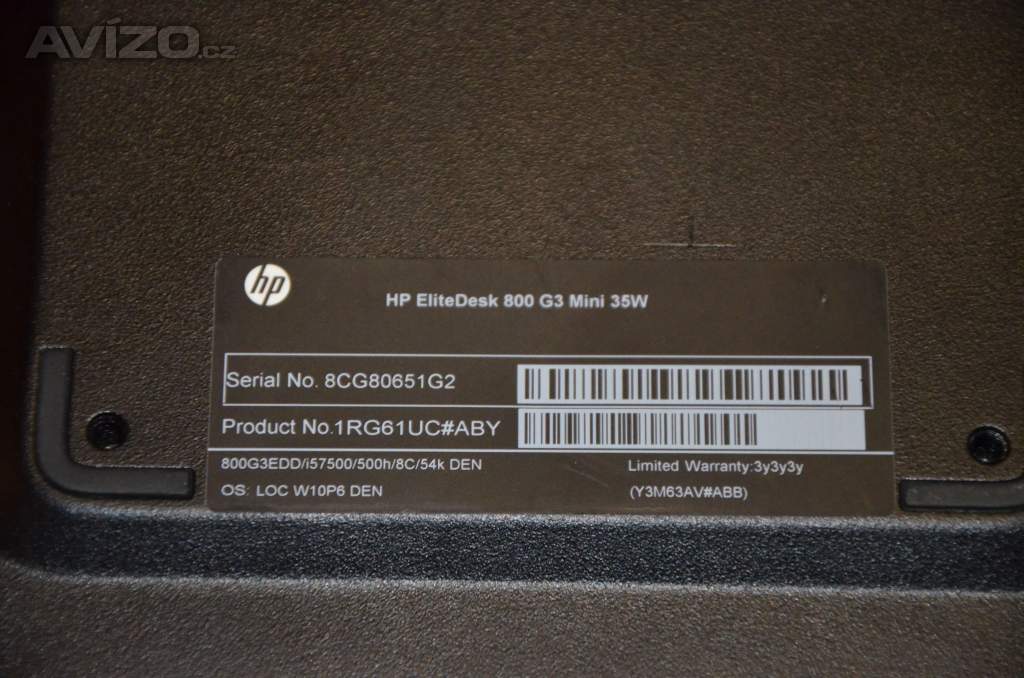 AVÍZO.cz
hp
HP EliteDesk 800 G3 Mini 35W
Serial No. 8CG80651G2
Product No.1RG61UC#ABY
800G3EDD/i57500/500h/8C/54k DEN
Limited Warranty:3y3y3y
OS: LOC W10P6 DEN
(Y3M63AV#ABB)